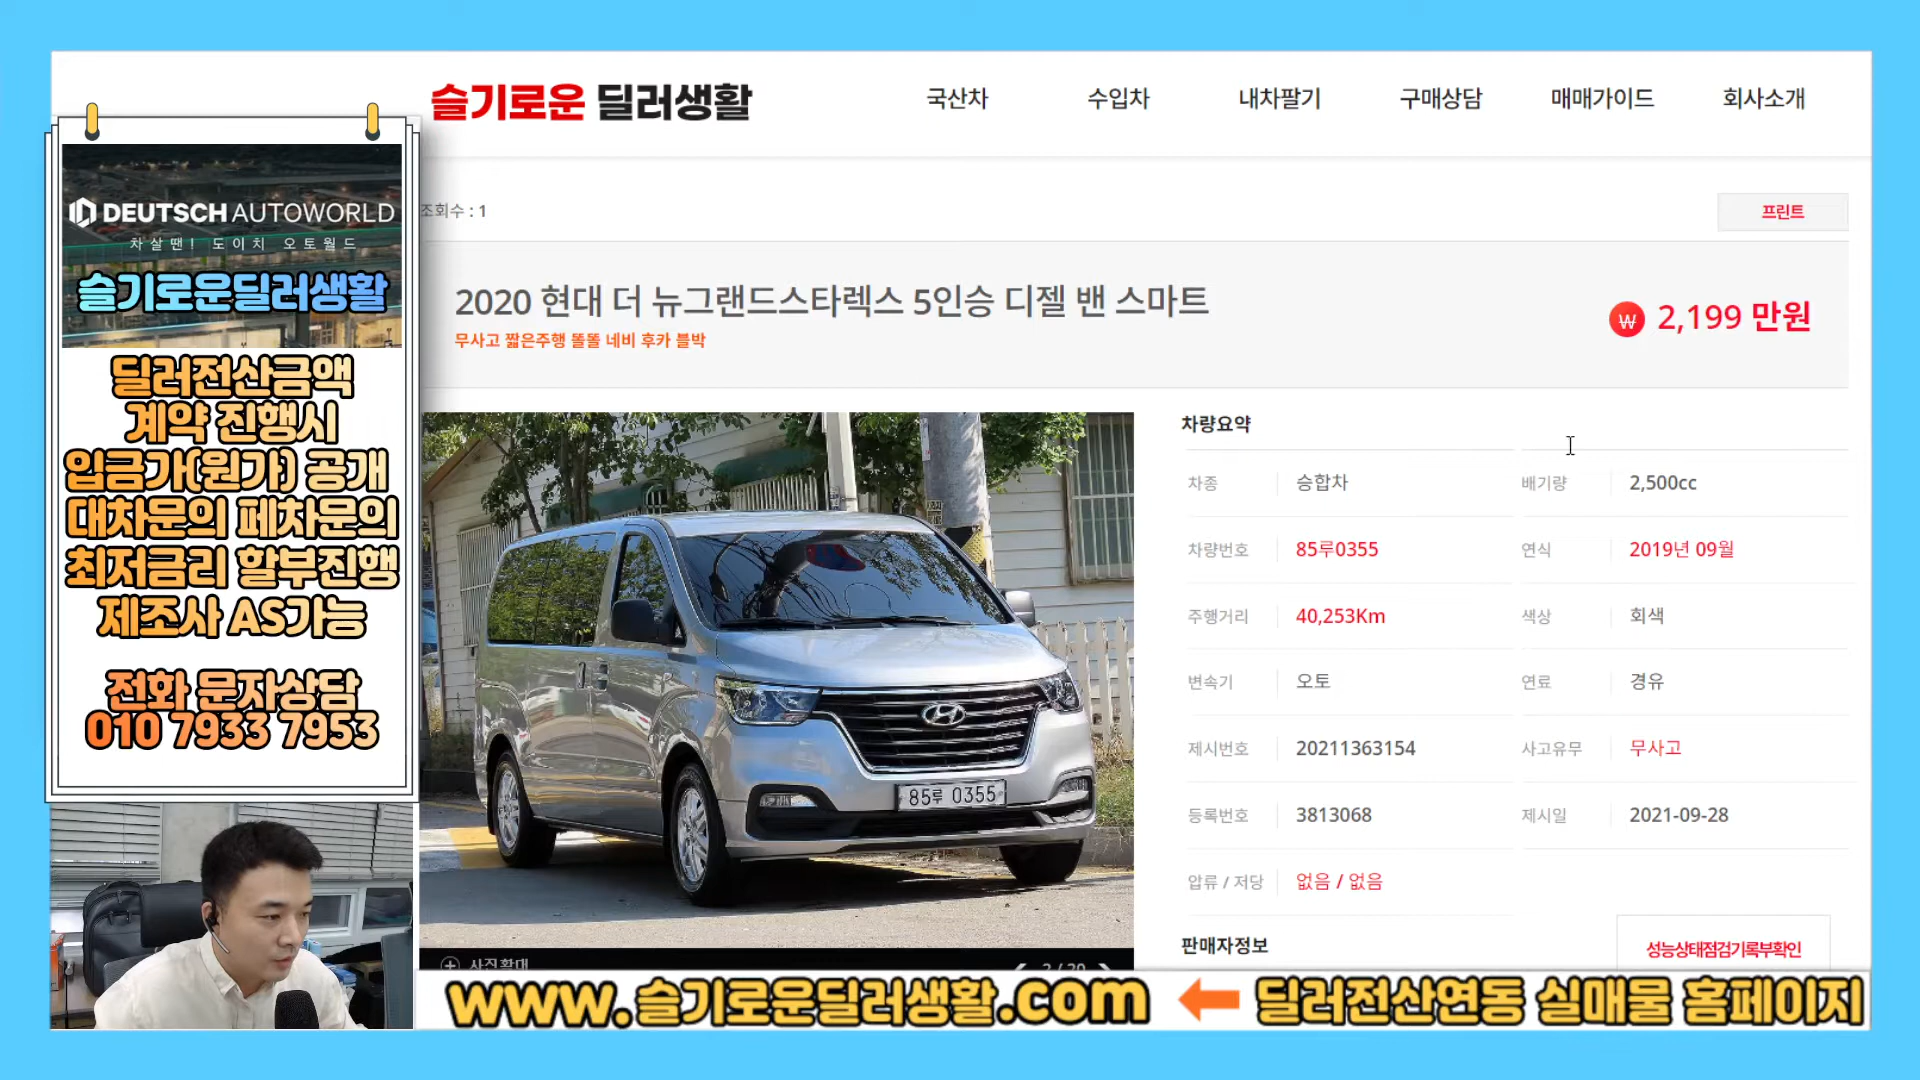 슬기로운 딜러생활
국산차
수입차
내차팔기
구매상담
매매가이드
회사소개
조회수 : 1
프린트
2020 현대 더 뉴그랜드스타렉스 5인승 디젤 밴 스마트
무사고 짧은주행 똘똘 네비 후카 블박
₩ 2,199 만원
DEUTSCH AUTOWORLD
차살땐! 도이치 오토월드
슬기로운딜러생활
딜러전산금액
계약 진행시
입금가(원가) 공개
대차문의 폐차문의
최저금리 할부진행
제조사 AS가능
전화 문자상담
010 7933 7953
85루 0355
사진확대
2 / 20
차량요약
차종 승합차 배기량 2,500cc
차량번호 85루0355 연식 2019년 09월
주행거리 40,253Km 색상 회색
변속기 오토 연료 경유
제시번호 20211363154 사고유무 무사고
등록번호 3813068 제시일 2021-09-28
압류 / 저당 없음 / 없음
판매자정보
성능상태점검기록부확인
www.슬기로운딜러생활.com ← 딜러전산연동 실매물 홈페이지